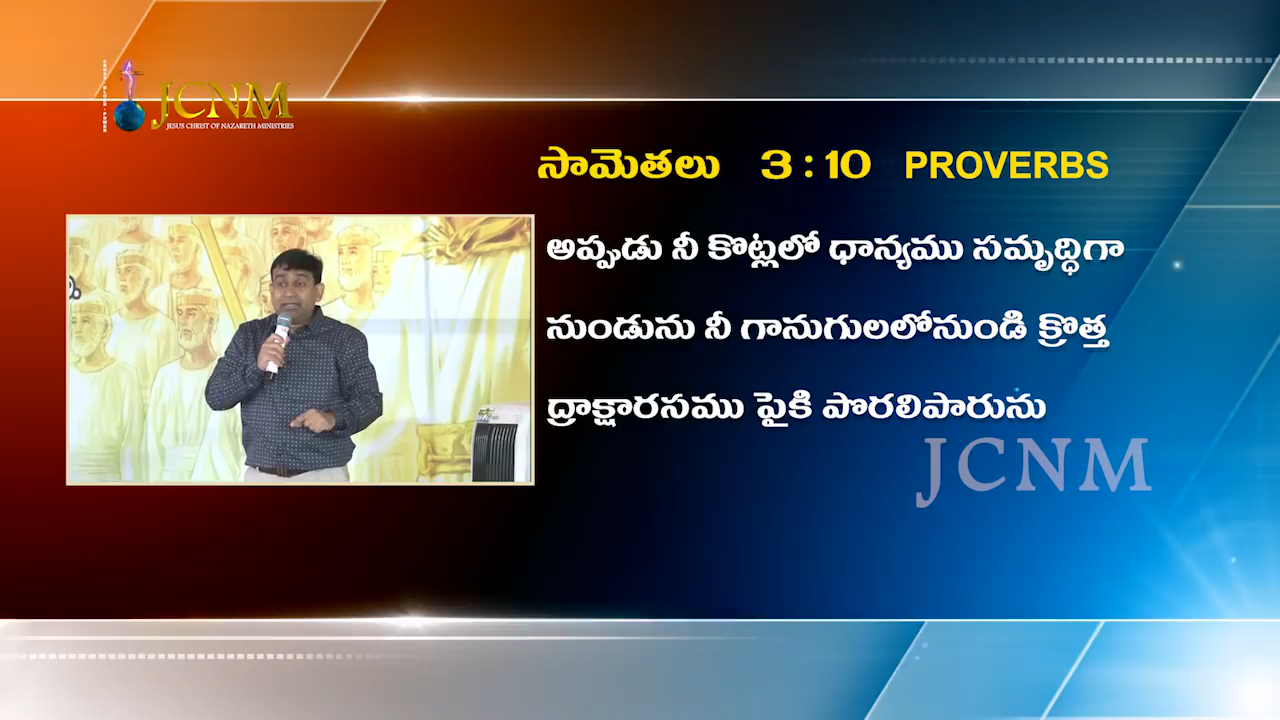 JCNM
JESUS CHRIST OF NAZARETH MINISTRIES
సామెతలు 3 : 10 PROVERBS
అప్పుడు నీ కొట్లలో ధాన్యము సమృద్ధిగా
నుండును నీ గానుగులలోనుండి క్రొత్త
ద్రాక్షారసము పైకి పొరలిపారును
JCNM